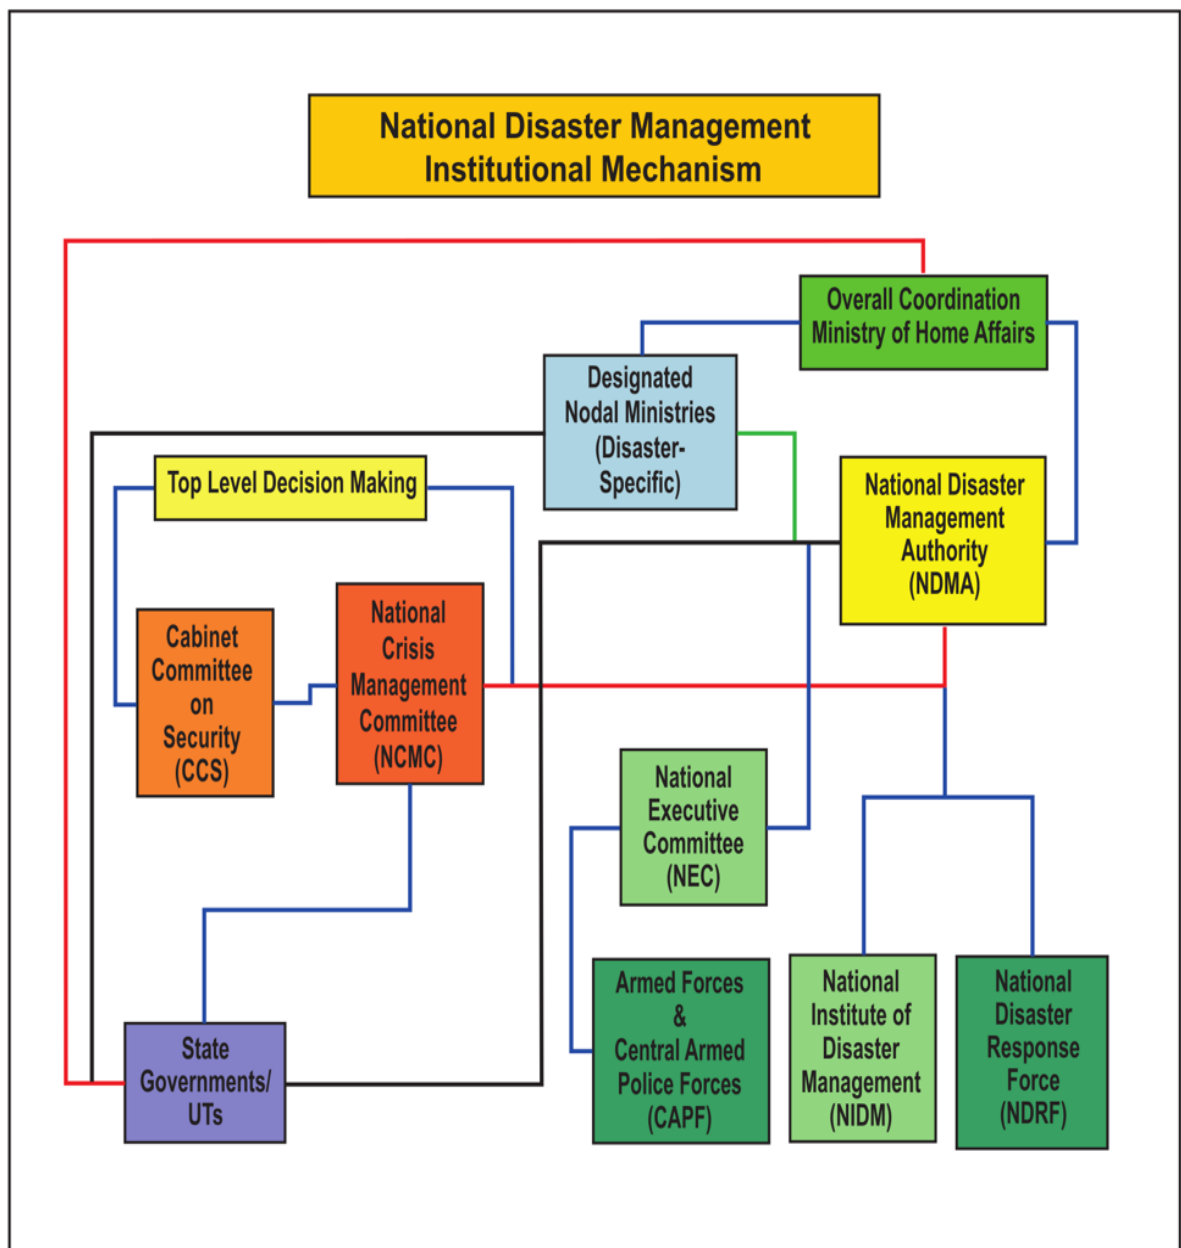 National Disaster Management
Institutional Mechanism
Overall Coordination
Ministry of Home Affairs
Designated
Nodal Ministries
(Disaster-
Specific)
Top Level Decision Making
National Disaster
Management
Authority
(NDMA)
Cabinet
Committee
on
Security
(CCS)
National
Crisis
Management
Committee
(NCMC)
National
Executive
Committee
(NEC)
State
Governments/
UTs
Armed Forces
&
Central Armed
Police Forces
(CAPF)
National
Institute of
Disaster
Management
(NIDM)
National
Disaster
Response
Force
(NDRF)